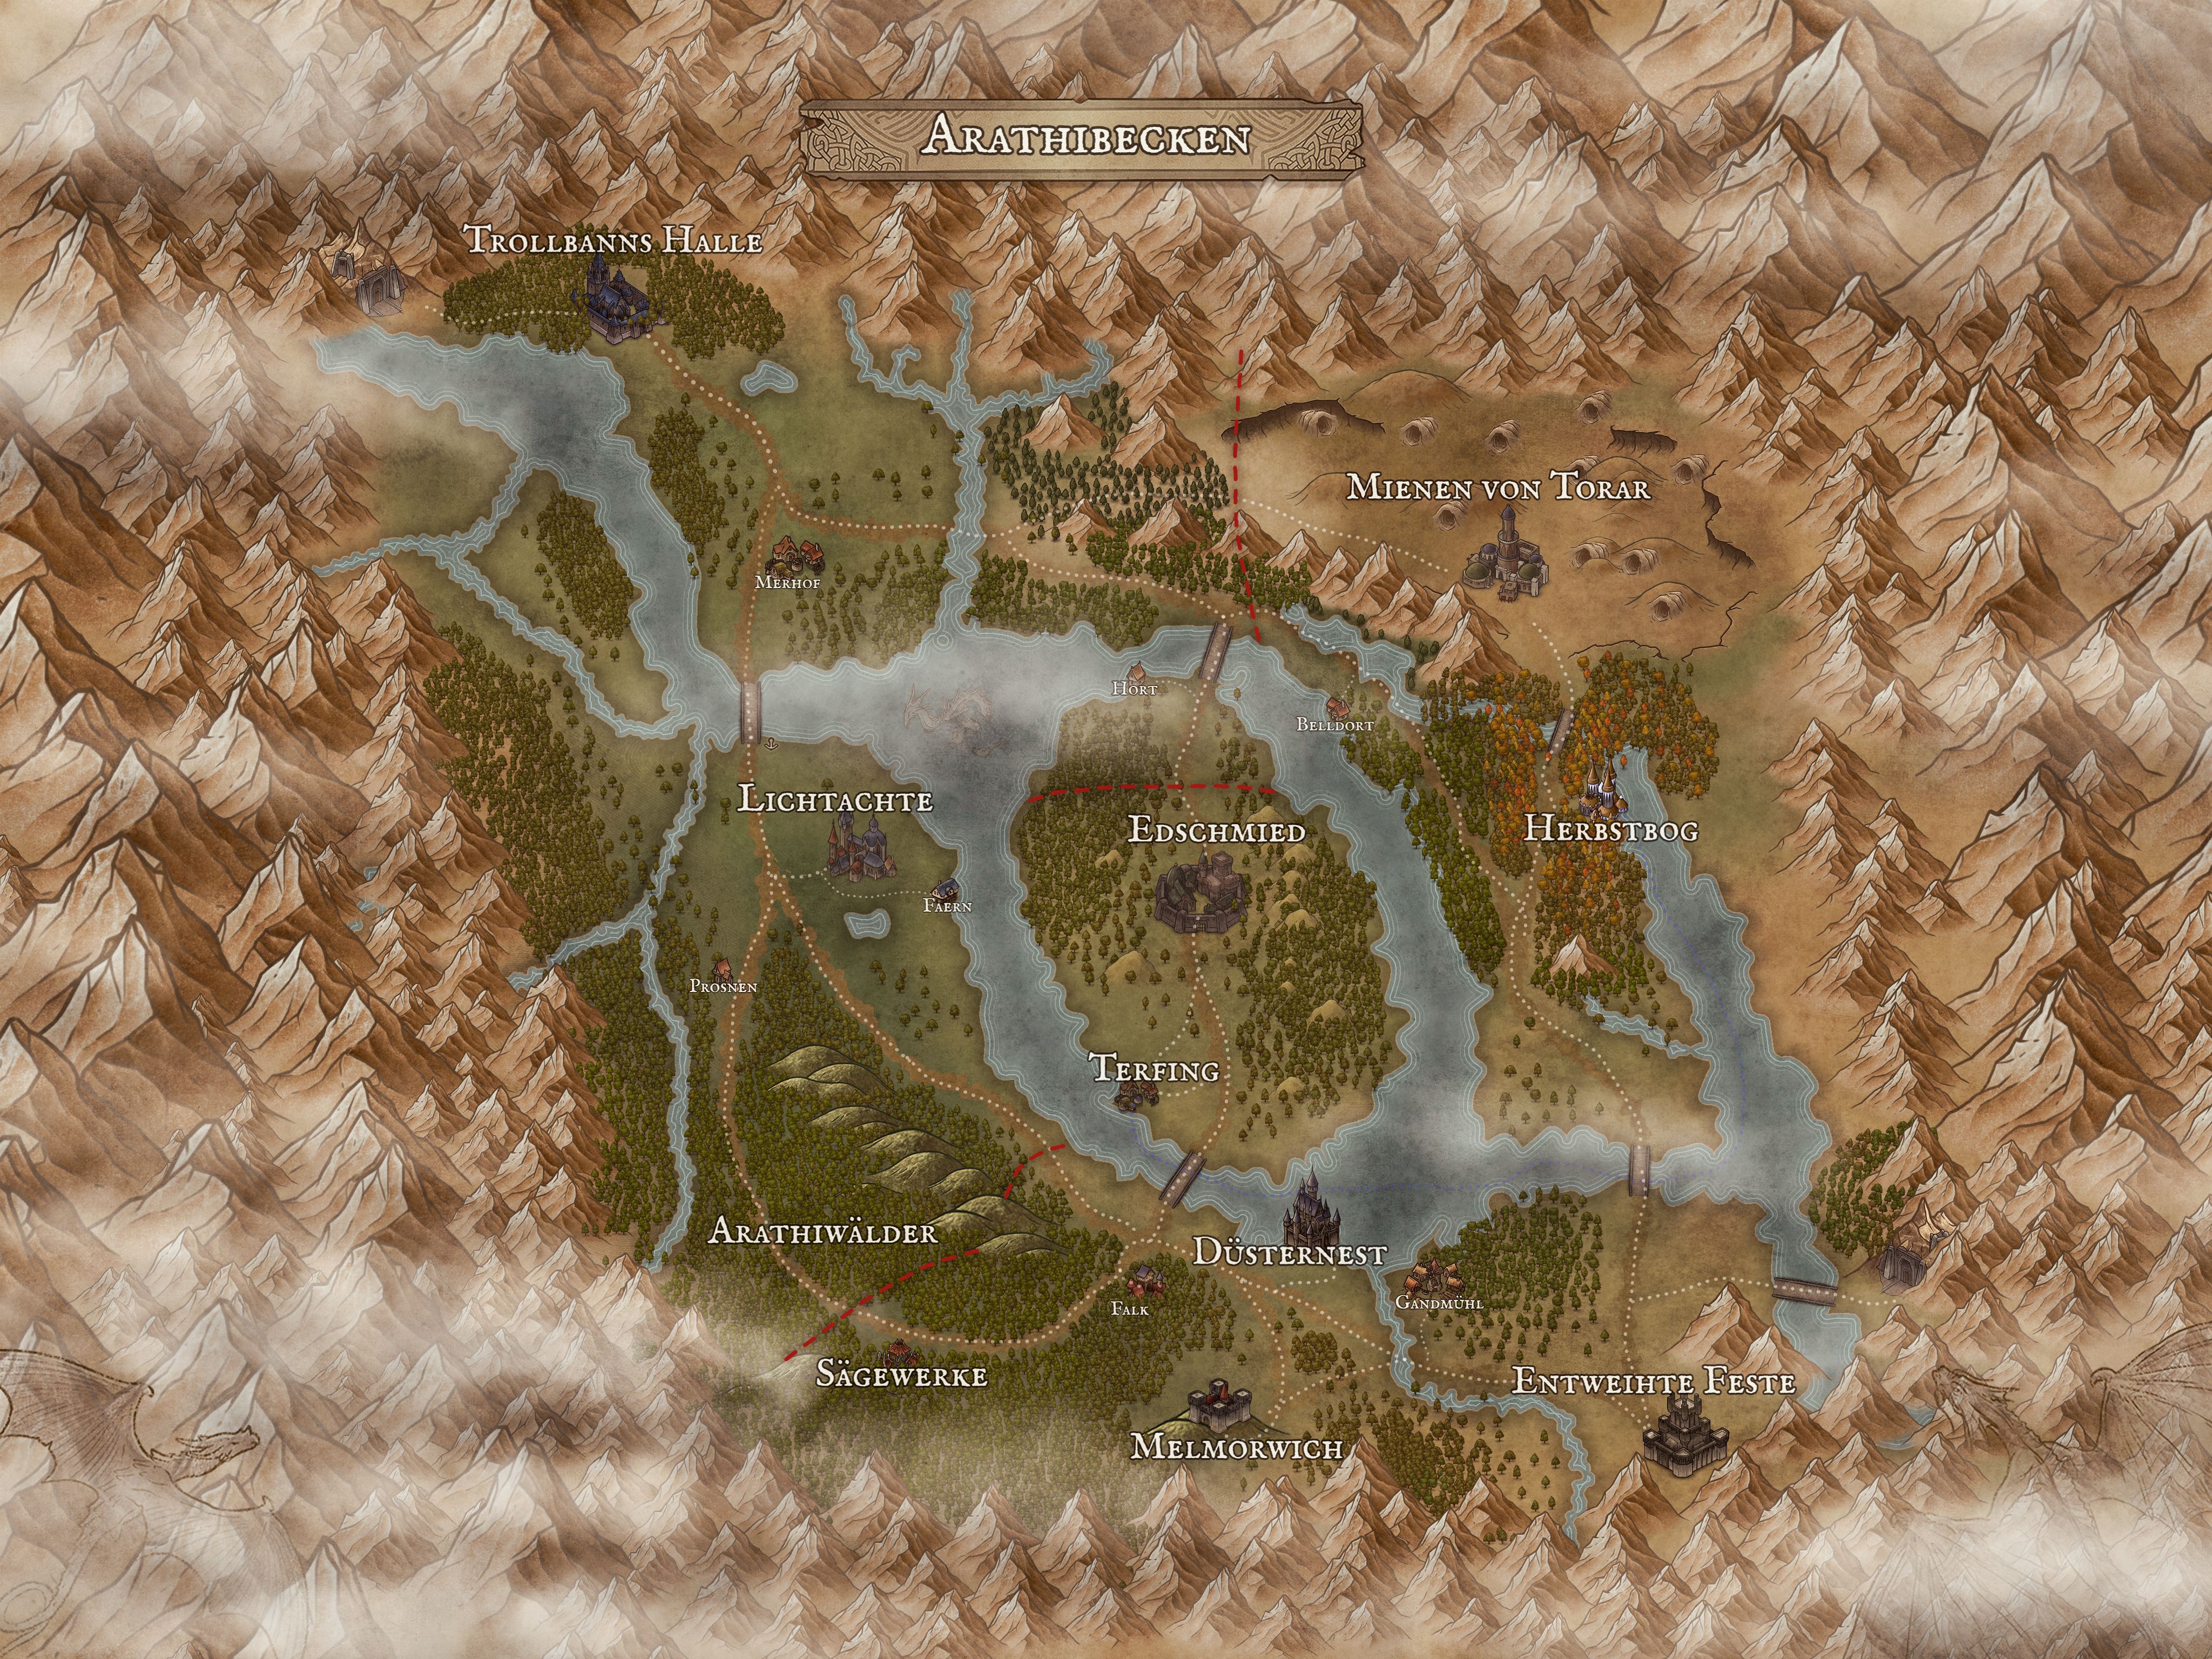 Arathibecken
Trollbanns Halle
Mienen von Torar
Merhof
Hort
Belldort
Lichtachte
Edschmied
Herbstbog
Faern
Prosnen
Terfing
Arathiwälder
Düsternest
Falk
Gandmühl
Sägewerke
Entweihte Feste
Melmorwich